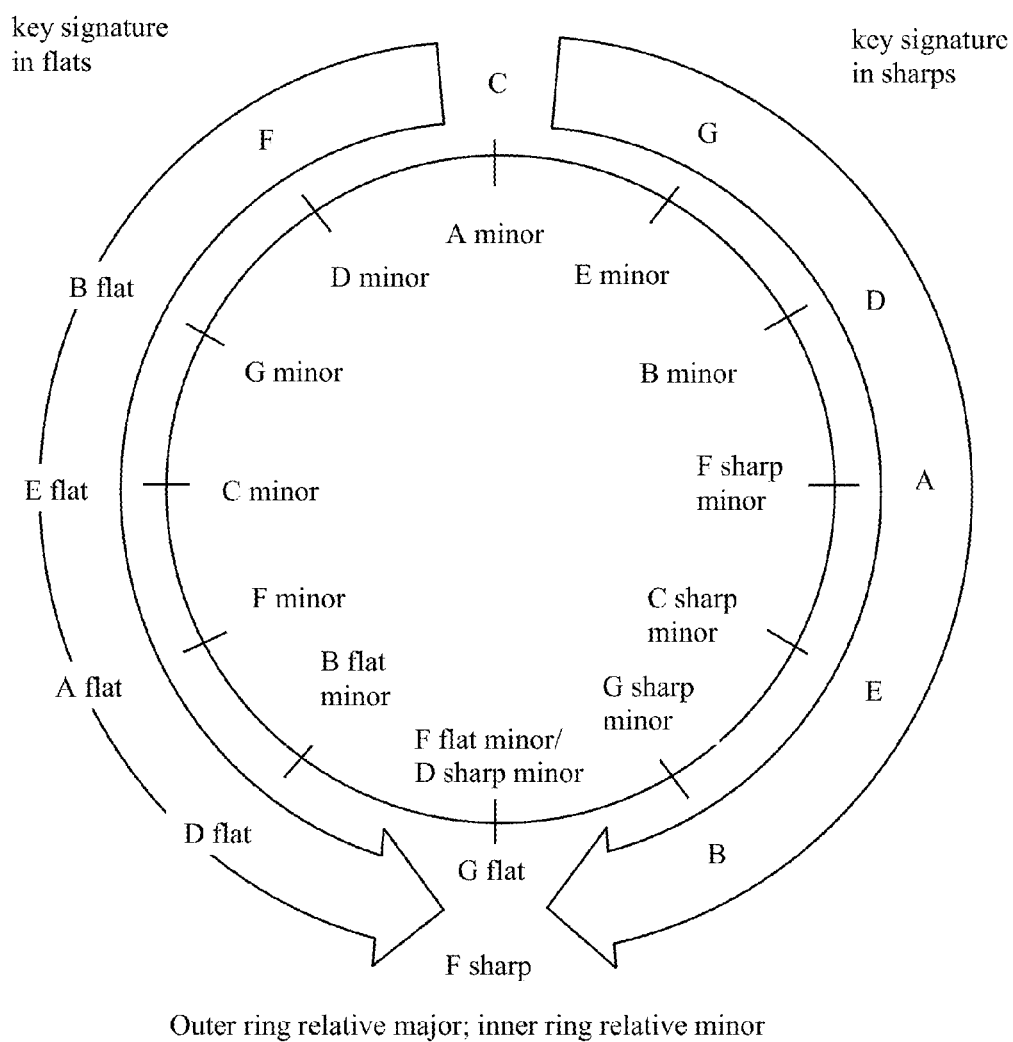 key signature
in flats
key signature
in sharps
C
F
G
A minor
D minor
E minor
B flat
D
G minor
B minor
F sharp
minor
A
E flat
C minor
F minor
C sharp
minor
B flat
minor
A flat
G sharp
minor
E
F flat minor/
D sharp minor
D flat
B
G flat
F sharp
Outer ring relative major; inner ring relative minor